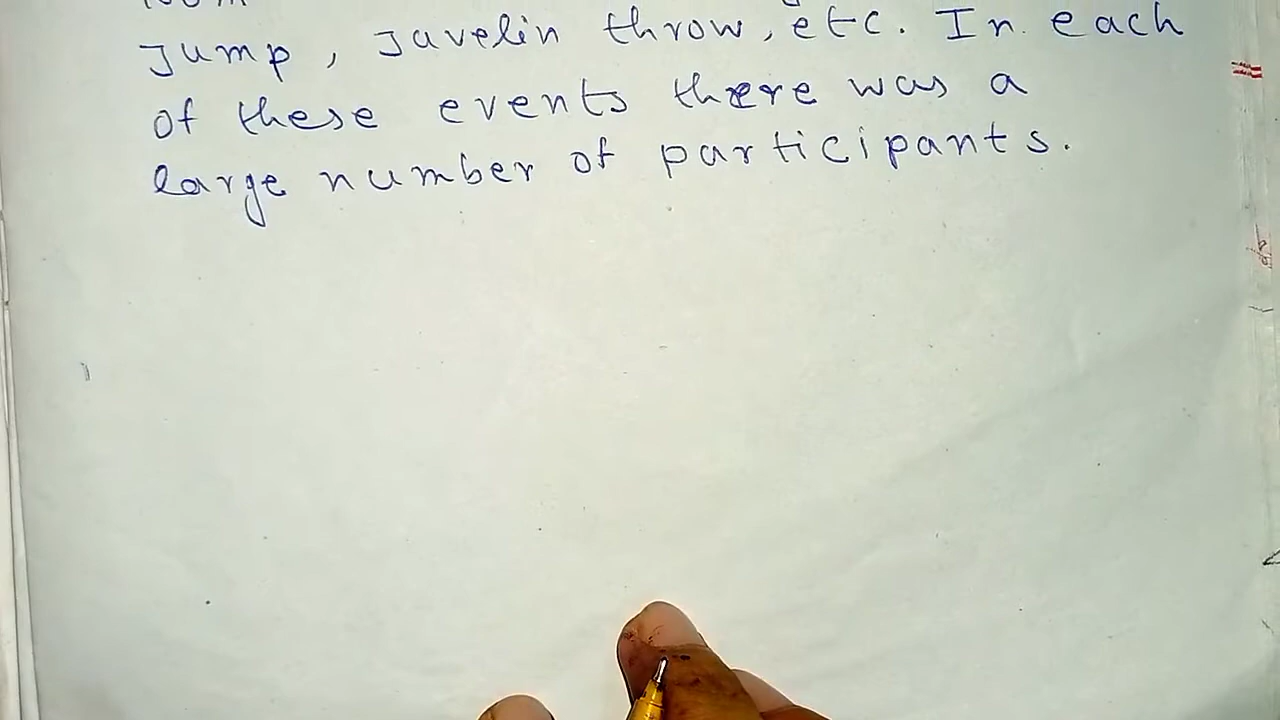 jump, javelin throw, etc. In each
of these events there was a
large number of participants.